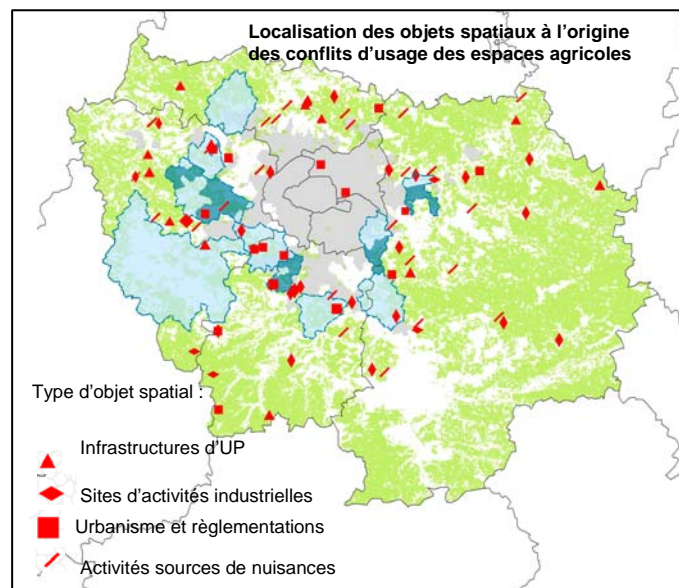 Localisation des objets spatiaux à l'origine
des conflits d'usage des espaces agricoles
Type d'objet spatial :
Infrastructures d'UP
Sites d'activités industrielles
Urbanisme et règlementations
Activités sources de nuisances